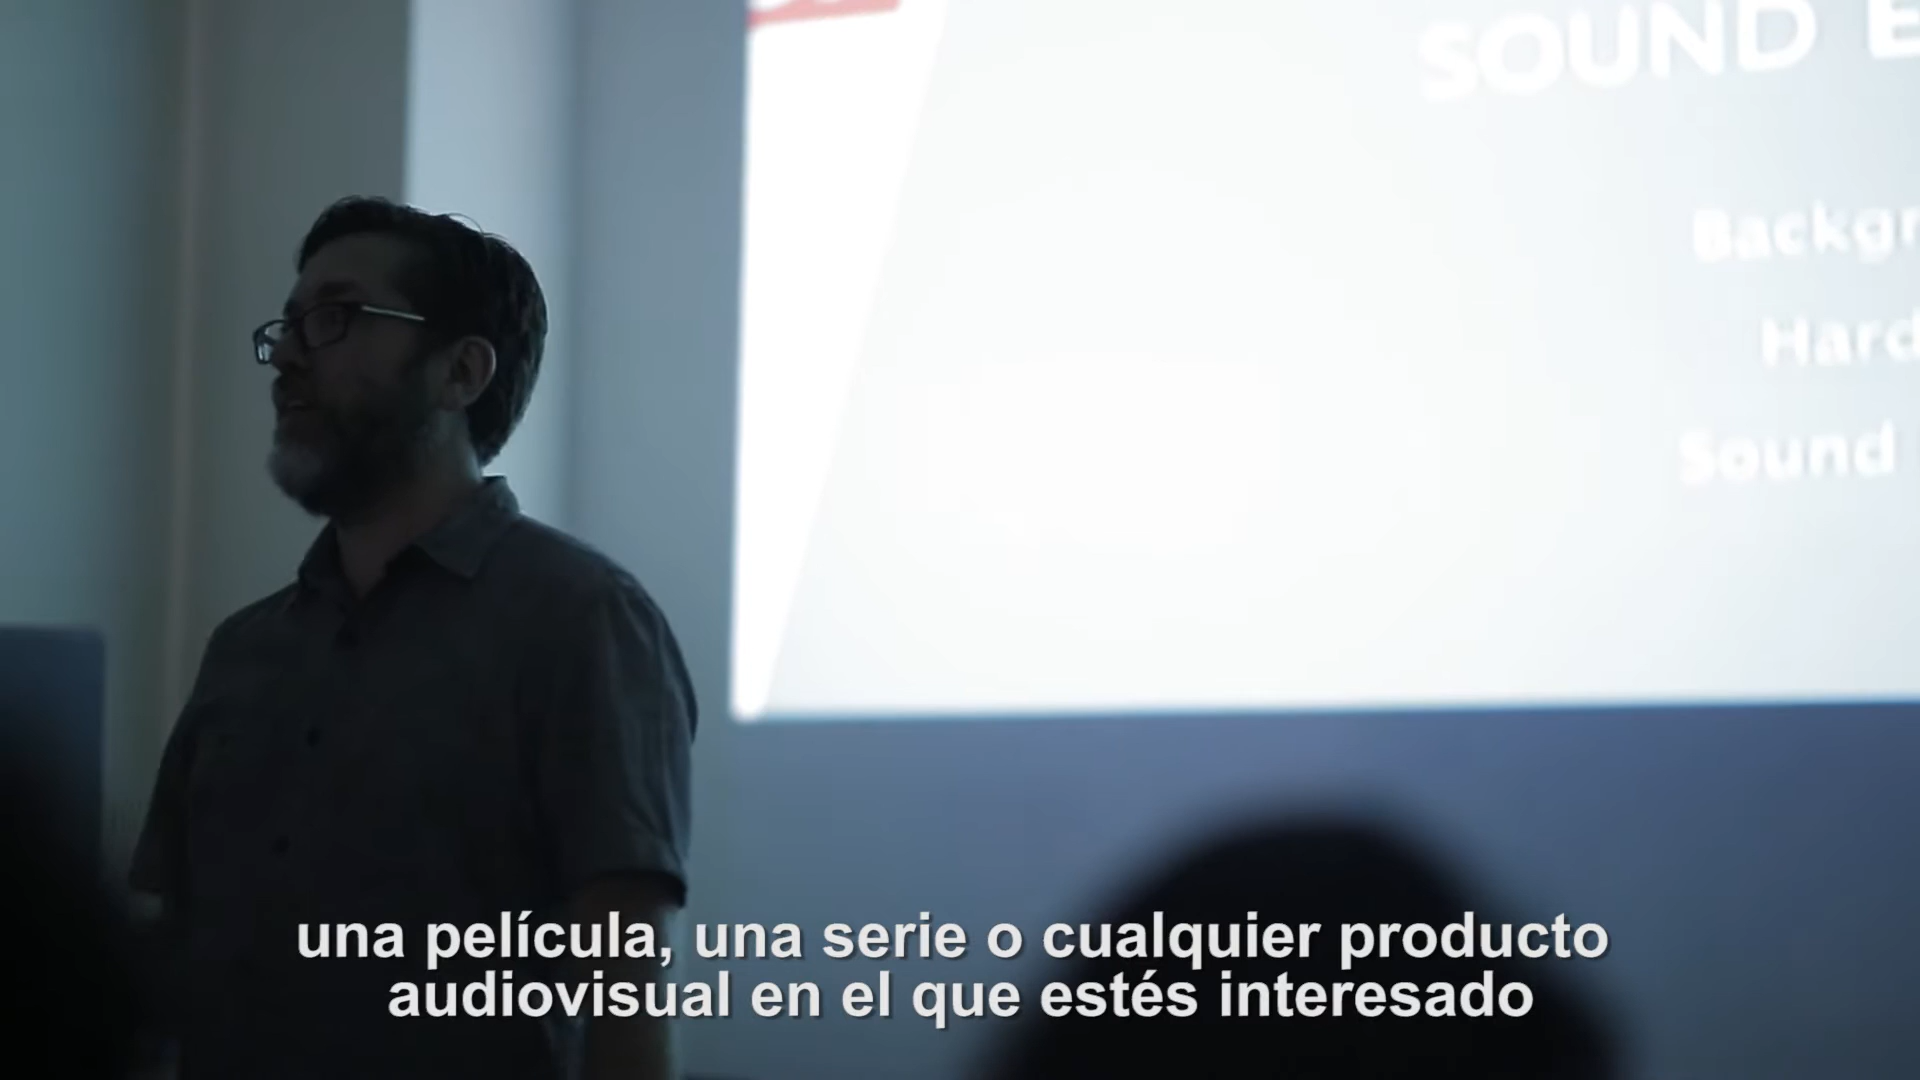 SOUND E
Backgr
Hard
Sound
una película, una serie o cualquier producto
audiovisual en el que estés interesado